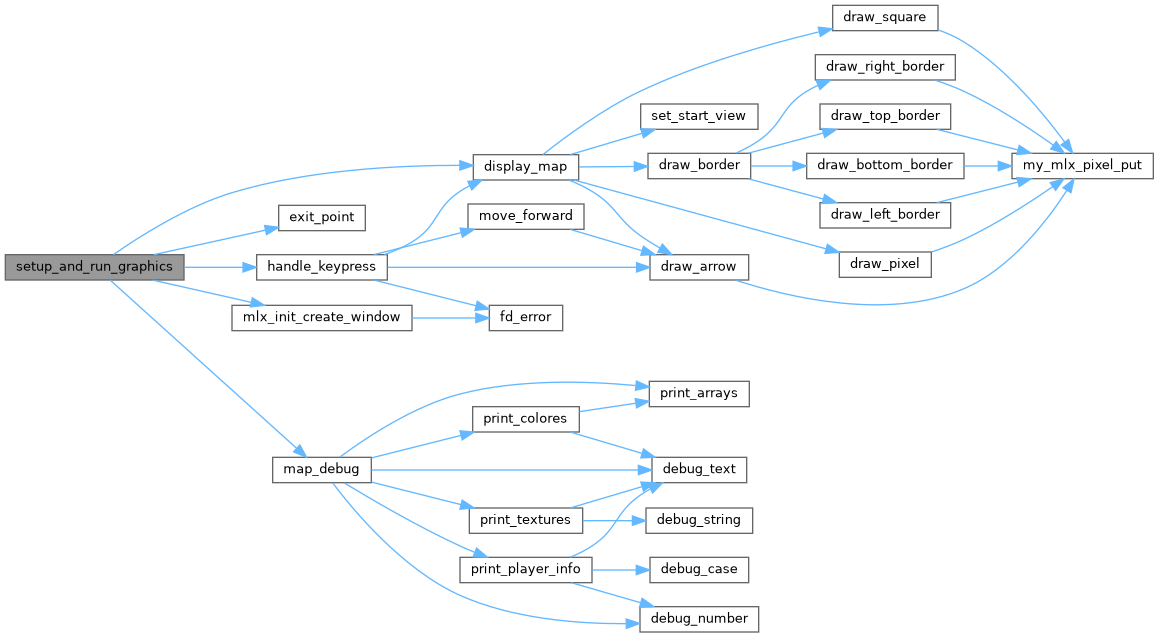 draw_square
draw_right_border
set_start_view
draw_top_border
display_map
draw_border
draw_bottom_border
my_mlx_pixel_put
exit_point
move_forward
draw_left_border
setup_and_run_graphics
handle_keypress
draw_arrow
draw_pixel
mlx_init_create_window
fd_error
print_arrays
print_colores
map_debug
debug_text
print_textures
debug_string
print_player_info
debug_case
debug_number